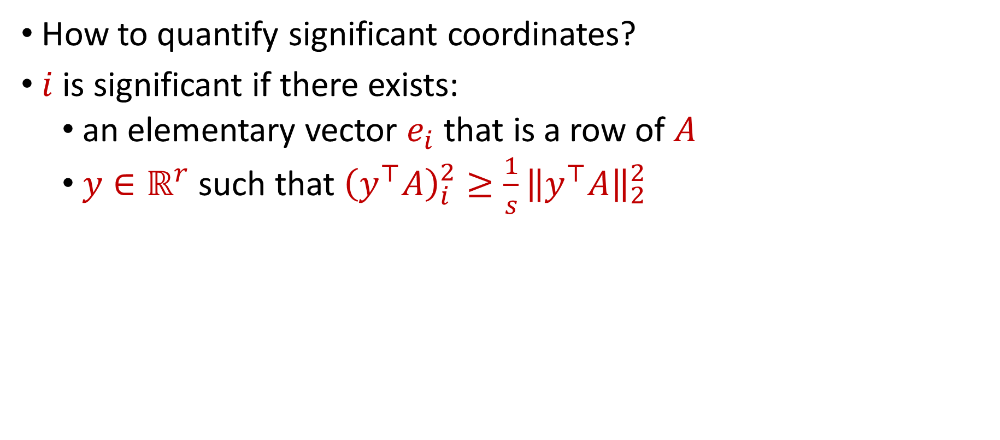 • How to quantify significant coordinates?
• $i$ is significant if there exists:
• an elementary vector $e_i$ that is a row of $A$
• $y \in \mathbb{R}^r$ such that $(y^\top A)_i^2 \geq \frac{1}{s} \|y^\top A\|_2^2$